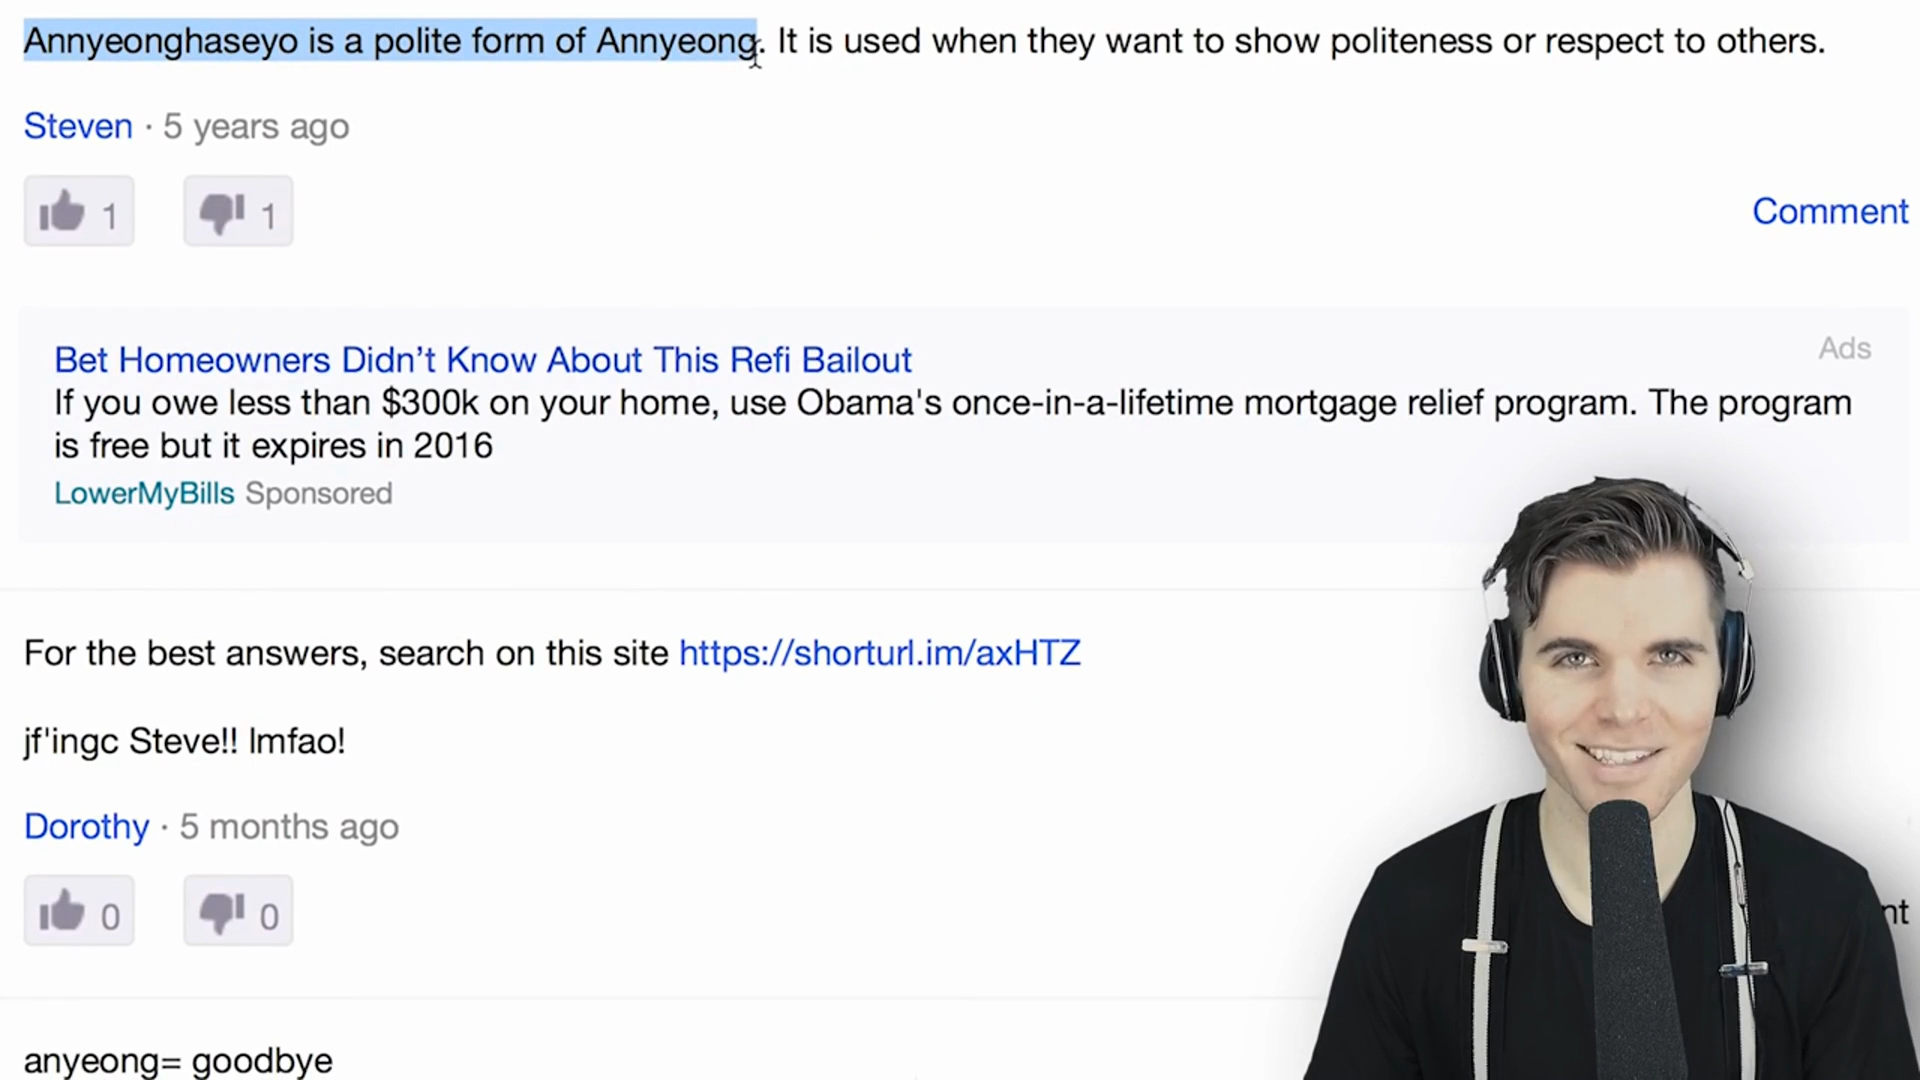 Annyeonghaseyo is a polite form of Annyeong. It is used when they want to show politeness or respect to others.
Steven · 5 years ago
1 1
Comment
Ads
Bet Homeowners Didn't Know About This Refi Bailout
If you owe less than $300k on your home, use Obama's once-in-a-lifetime mortgage relief program. The program
is free but it expires in 2016
LowerMyBills Sponsored
For the best answers, search on this site https://shorturl.im/axHTZ
jf'ingc Steve!! lmfao!
Dorothy · 5 months ago
0 0
nt
anyeong= goodbye